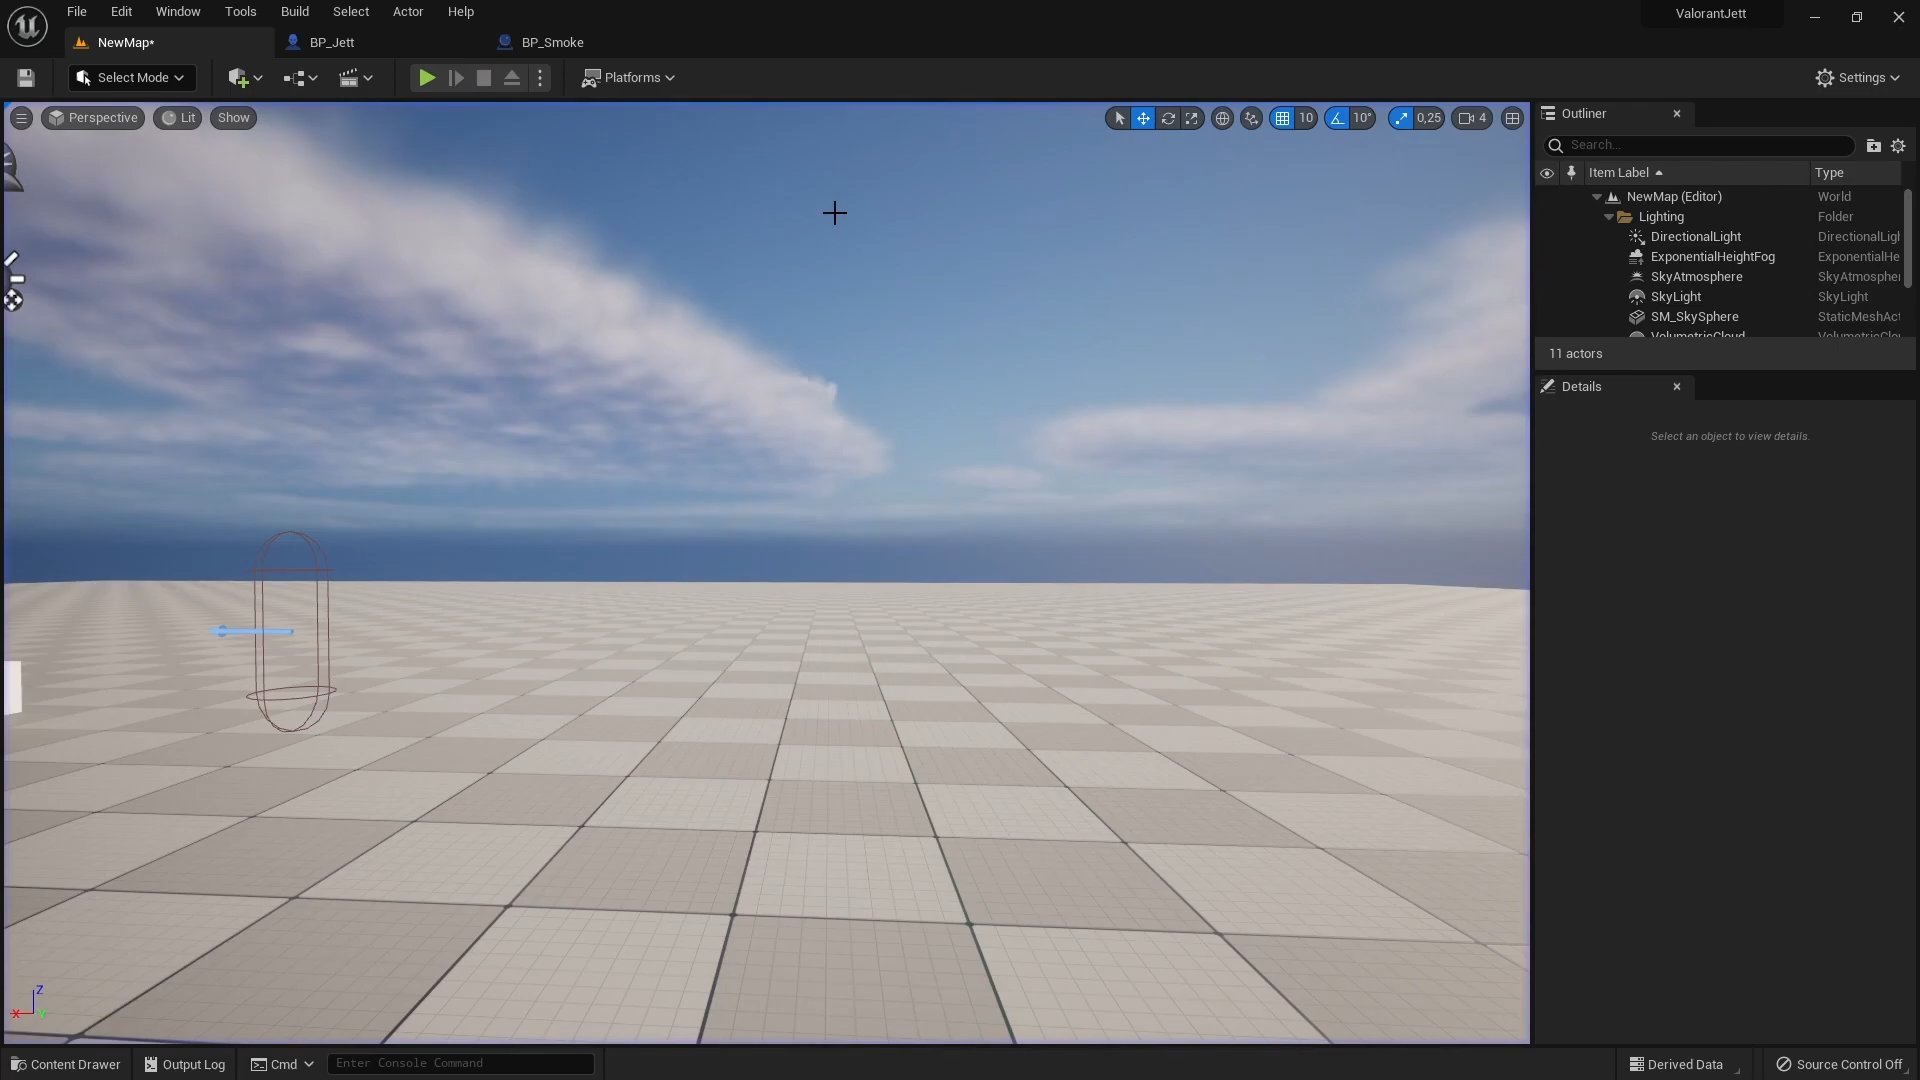 File Edit Window Tools Build Select Actor Help
ValorantJett
NewMap* BP_Jett BP_Smoke
Select Mode Platforms Settings
Perspective Lit Show 10 10° 0,25 4
Outliner
Search...
Item Label Type
NewMap (Editor) World
Lighting Folder
DirectionalLight DirectionalLigl
ExponentialHeightFog ExponentialHe
SkyAtmosphere SkyAtmospher
SkyLight SkyLight
SM_SkySphere StaticMeshAct
VolumetricCloud VolumetricClo
11 actors
Details
Select an object to view details.
Z
X Y
Content Drawer Output Log Cmd Enter Console Command Derived Data Source Control Off